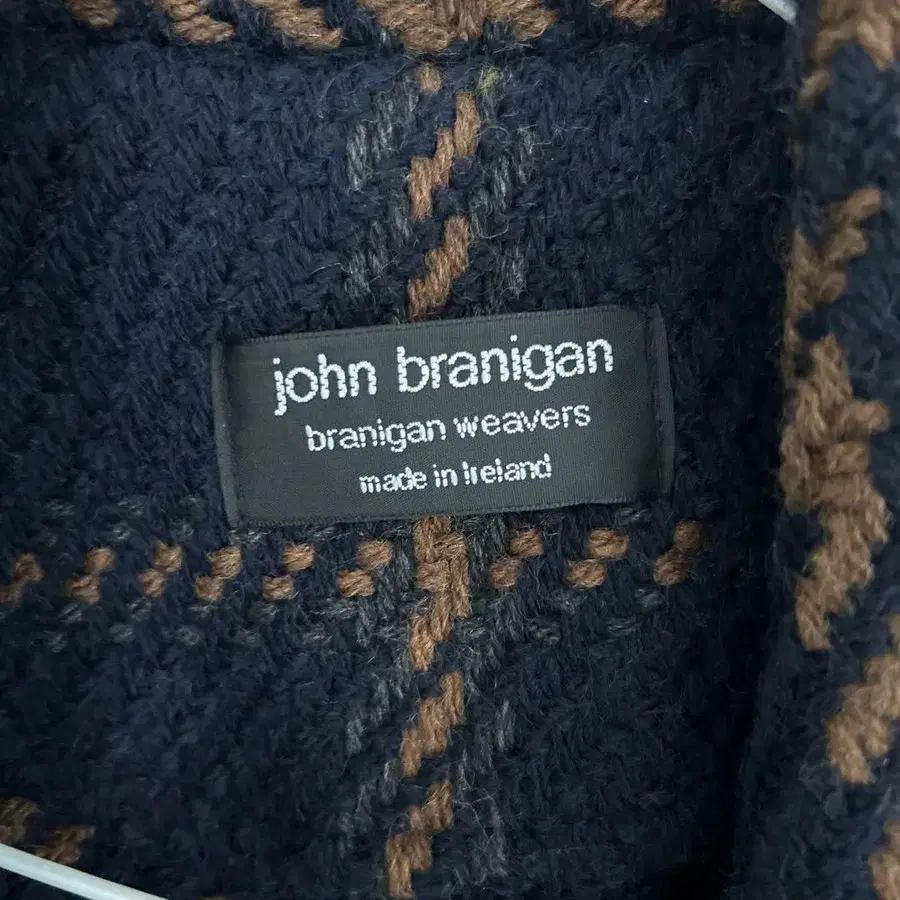 john branigan
branigan weavers
made in Ireland